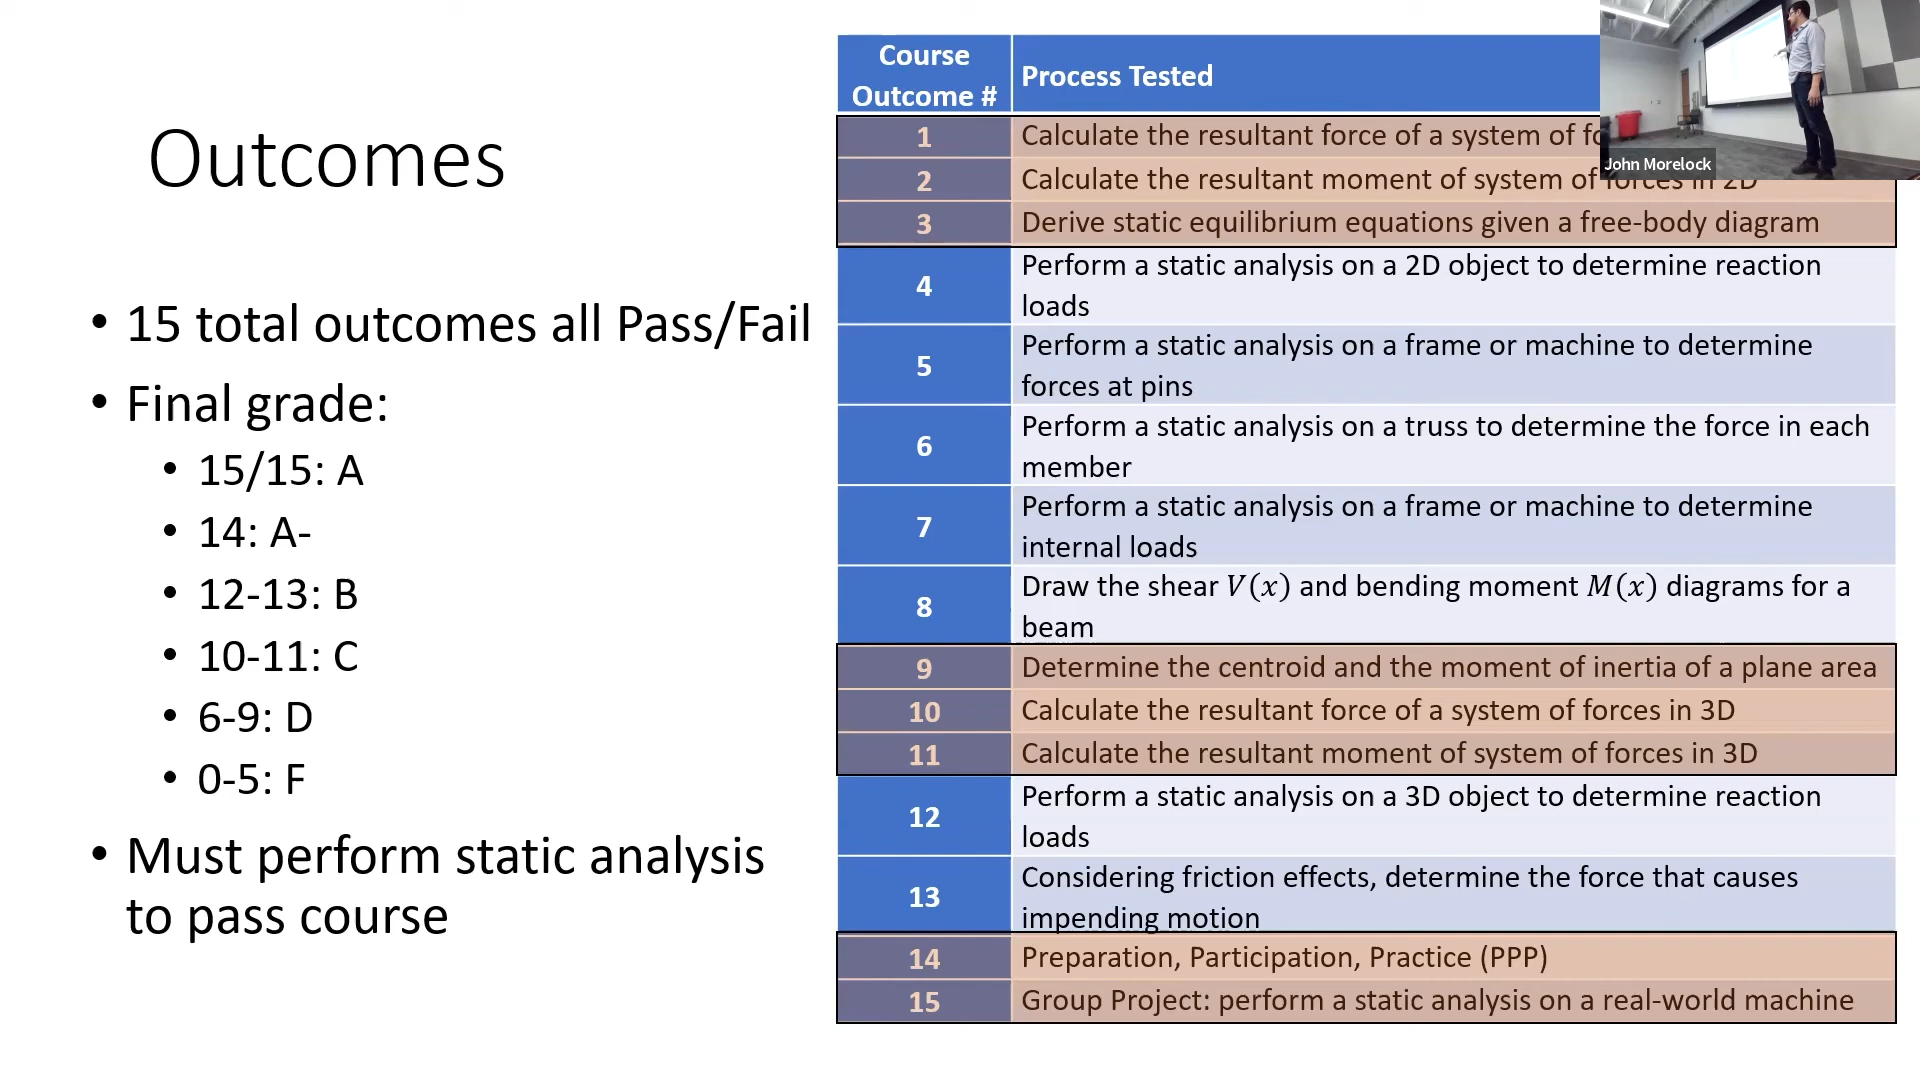 Outcomes
• 15 total outcomes all Pass/Fail
• Final grade:
• 15/15: A
• 14: A-
• 12-13: B
• 10-11: C
• 6-9: D
• 0-5: F
• Must perform static analysis
to pass course
Course
Outcome #
Process Tested
1
Calculate the resultant force of a system of
2
Calculate the resultant moment of system of forces in 2D
3
Derive static equilibrium equations given a free-body diagram
4
Perform a static analysis on a 2D object to determine reaction
loads
5
Perform a static analysis on a frame or machine to determine
forces at pins
6
Perform a static analysis on a truss to determine the force in each
member
7
Perform a static analysis on a frame or machine to determine
internal loads
8
Draw the shear V(x) and bending moment M(x) diagrams for a
beam
9
Determine the centroid and the moment of inertia of a plane area
10
Calculate the resultant force of a system of forces in 3D
11
Calculate the resultant moment of system of forces in 3D
12
Perform a static analysis on a 3D object to determine reaction
loads
13
Considering friction effects, determine the force that causes
impending motion
14
Preparation, Participation, Practice (PPP)
15
Group Project: perform a static analysis on a real-world machine
John Morelock